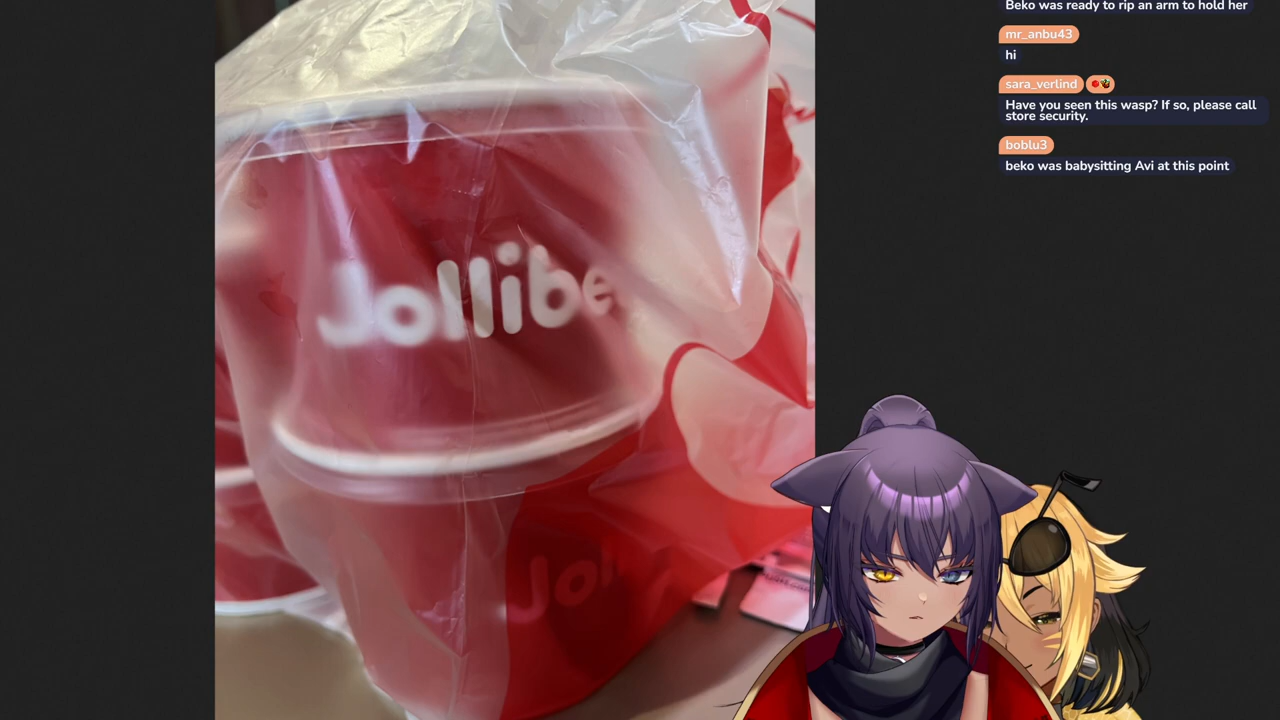 Beko was ready to rip an arm to hold her
mr_anbu43
hi
sara_verlind
Have you seen this wasp? If so, please call
store security.
boblu3
beko was babysitting Avi at this point
Jollibe
Jol